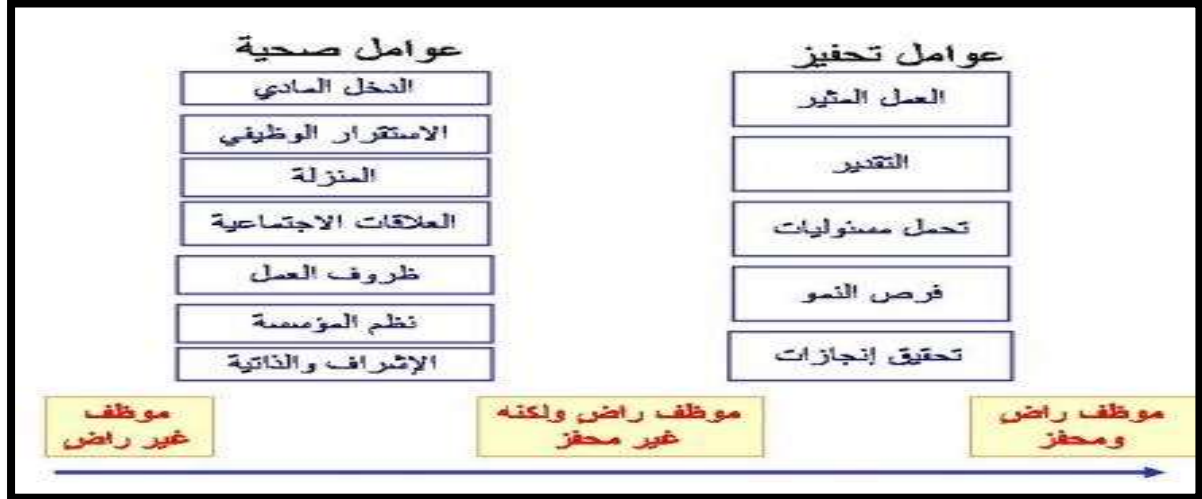 عوامل تحفيز
العمل المثير
التقدير
تحمل مسئوليات
فرص النمو
تحقيق إنجازات
عوامل صحية
الدخل المادي
الاستقرار الوظيفي
المنزلة
العلاقات الاجتماعية
ظروف العمل
نظم المؤسسة
الإشراف والذاتية
موظف راض
ومحفز
موظف راض ولكنه
غير محفز
موظف
غير راض